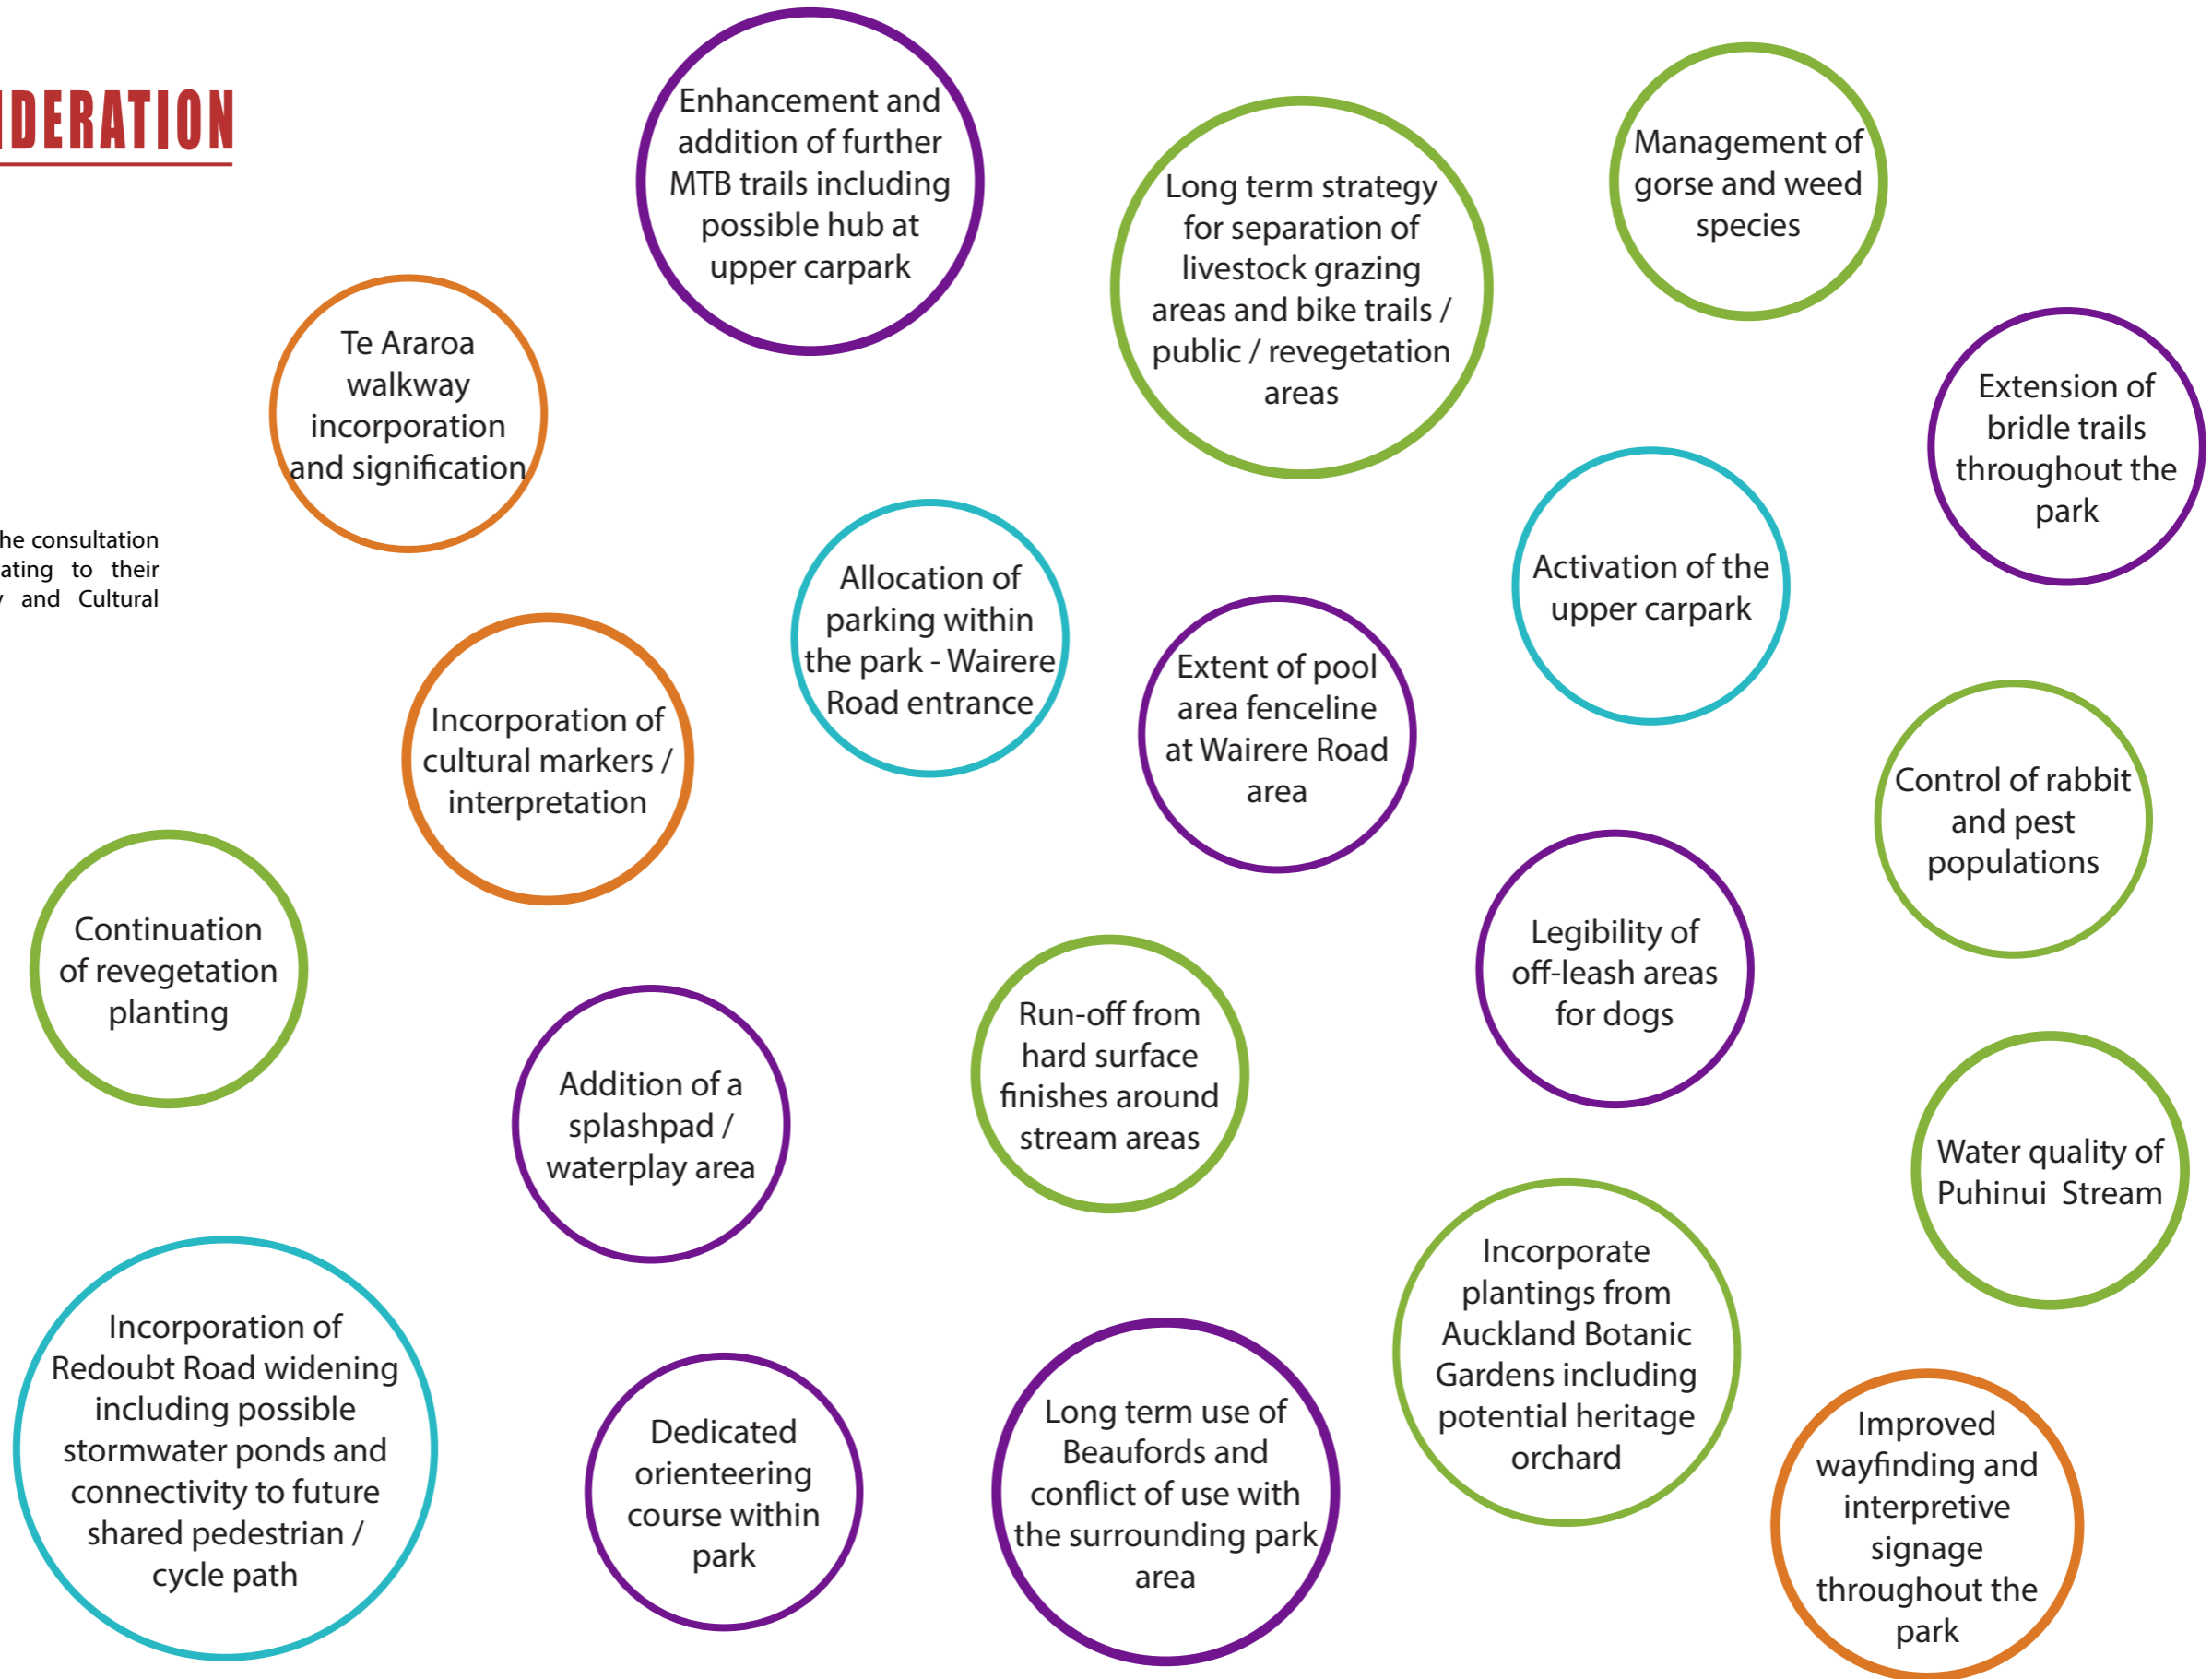 IDERATION
Enhancement and
addition of further
MTB trails including
possible hub at
upper carpark
Long term strategy
for separation of
livestock grazing
areas and bike trails /
public / revegetation
areas
Management of
gorse and weed
species
Te Araroa
walkway
incorporation
and signification
Extension of
bridle trails
throughout the
park
he consultation
ating to their
y and Cultural
Allocation of
parking within
the park - Wairere
Road entrance
Activation of the
upper carpark
Extent of pool
area fenceline
at Wairere Road
area
Incorporation of
cultural markers /
interpretation
Control of rabbit
and pest
populations
Continuation
of revegetation
planting
Legibility of
off-leash areas
for dogs
Run-off from
hard surface
finishes around
stream areas
Addition of a
splashpad /
waterplay area
Water quality of
Puhinui Stream
Incorporate
plantings from
Auckland Botanic
Gardens including
potential heritage
orchard
Incorporation of
Redoubt Road widening
including possible
stormwater ponds and
connectivity to future
shared pedestrian /
cycle path
Dedicated
orienteering
course within
park
Long term use of
Beaufords and
conflict of use with
the surrounding park
area
Improved
wayfinding and
interpretive
signage
throughout the
park